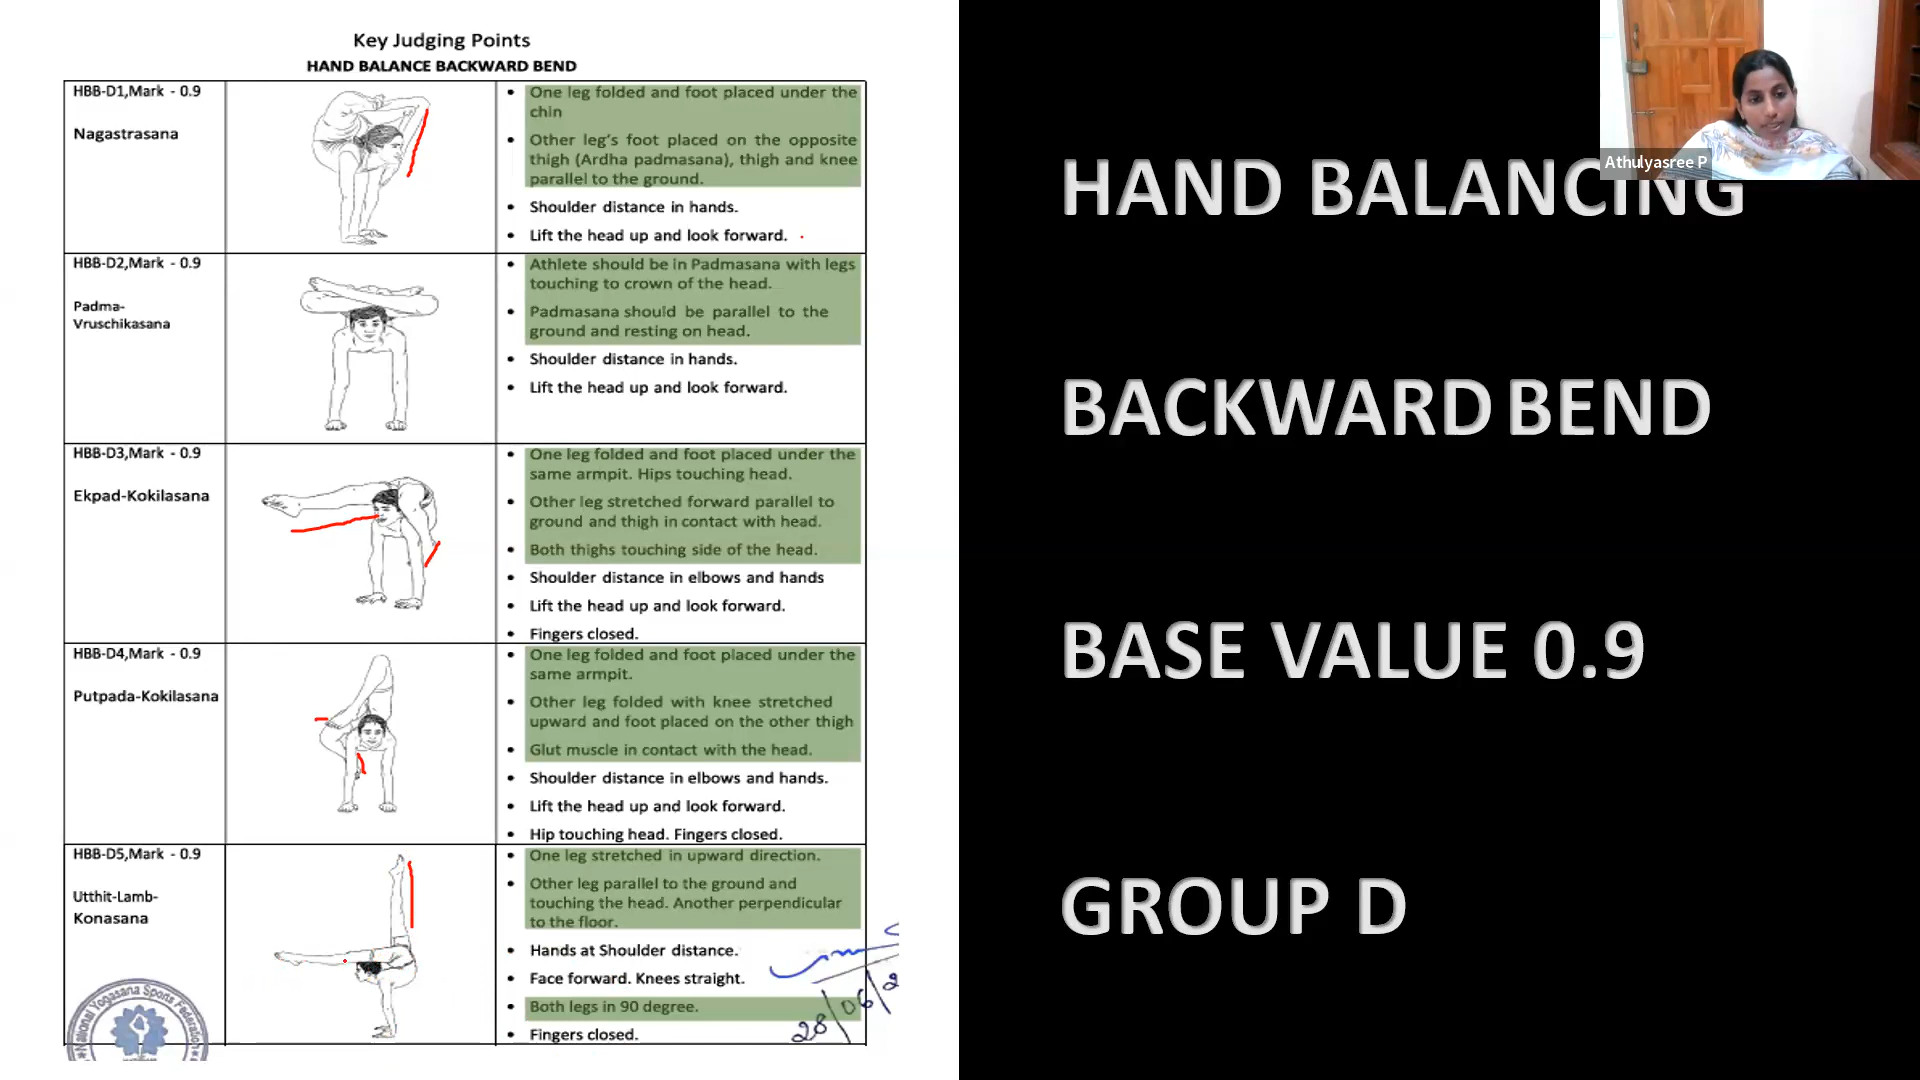 Key Judging Points
HAND BALANCE BACKWARD BEND
HBB-D1,Mark - 0.9
Nagastrasana
• One leg folded and foot placed under the
chin
• Other leg's foot placed on the opposite
thigh (Ardha padmasana), thigh and knee
parallel to the ground.
• Shoulder distance in hands.
• Lift the head up and look forward.
HBB-D2,Mark - 0.9
Padma-
Vruschikasana
• Athlete should be in Padmasana with legs
touching to crown of the head.
• Padmasana should be parallel to the
ground and resting on head.
• Shoulder distance in hands.
• Lift the head up and look forward.
HBB-D3,Mark - 0.9
Ekpad-Kokilasana
• One leg folded and foot placed under the
same armpit. Hips touching head.
• Other leg stretched forward parallel to
ground and thigh in contact with head.
• Both thighs touching side of the head.
• Shoulder distance in elbows and hands
• Lift the head up and look forward.
• Fingers closed.
HBB-D4,Mark - 0.9
Putpada-Kokilasana
• One leg folded and foot placed under the
same armpit.
• Other leg folded with knee stretched
upward and foot placed on the other thigh
• Glut muscle in contact with the head.
• Shoulder distance in elbows and hands.
• Lift the head up and look forward.
• Hip touching head. Fingers closed.
HBB-D5,Mark - 0.9
Utthit-Lamb-
Konasana
• One leg stretched in upward direction.
• Other leg parallel to the ground and
touching the head. Another perpendicular
to the floor.
• Hands at Shoulder distance.
• Face forward. Knees straight.
• Both legs in 90 degree.
• Fingers closed.
National Yogasana Sports Federation
28/06/2
Athulyasree P
HAND BALANCING
BACKWARD BEND
BASE VALUE 0.9
GROUP D